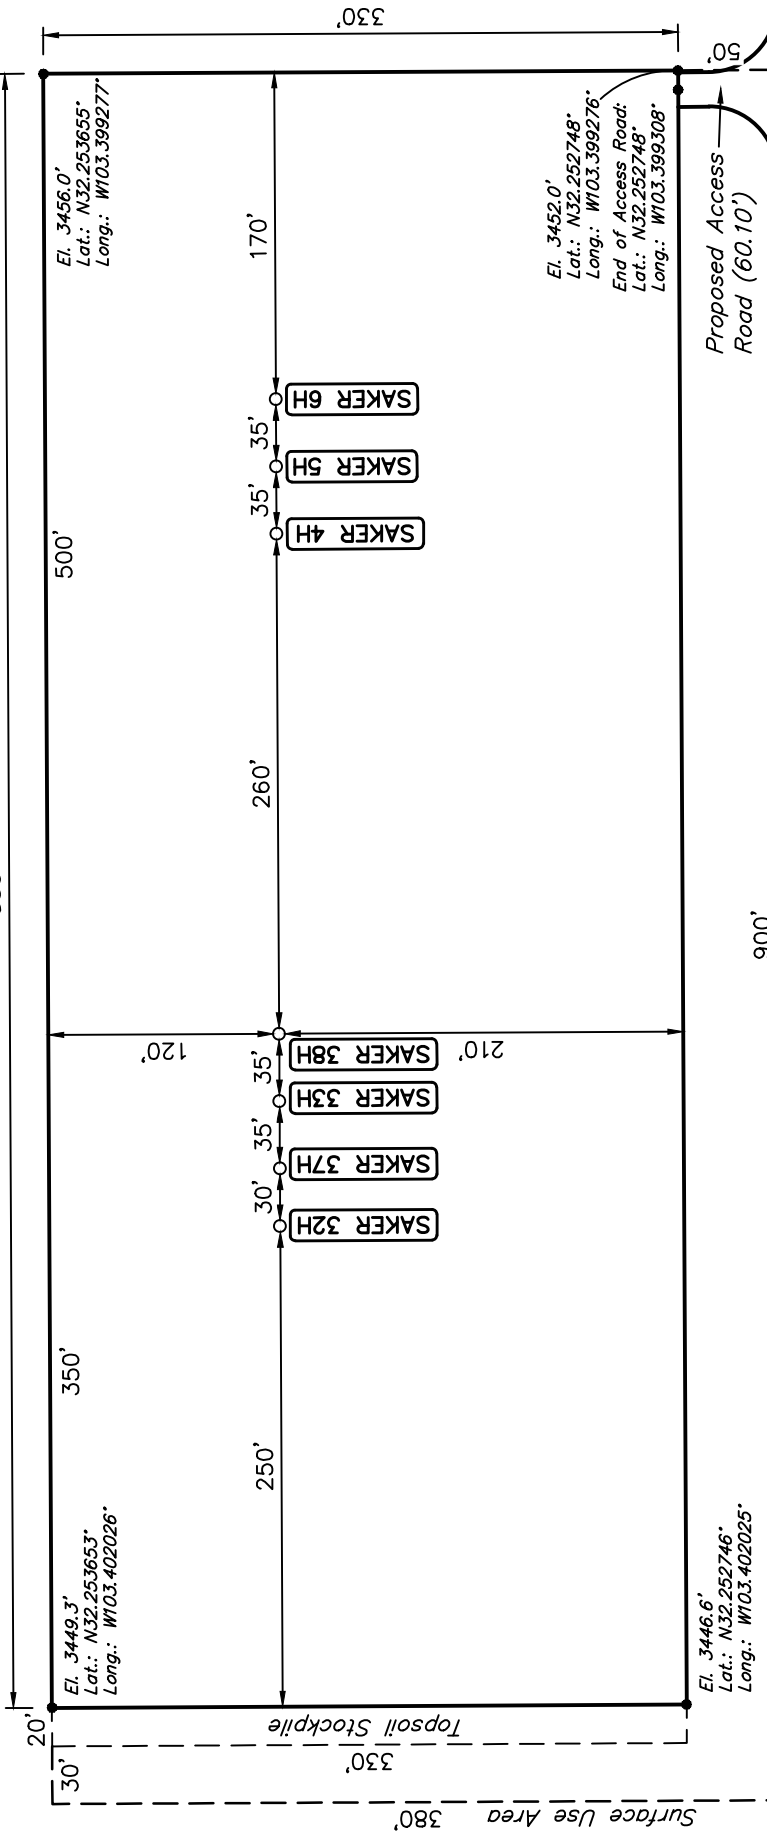 330'
50'
El. 3456.0'
Lat.: N32.253655°
Long.: W103.399277°
El. 3452.0'
Lat.: N32.252748°
Long.: W103.399276°
End of Access Road:
Lat.: N32.252748°
Long.: W103.399308°
Proposed Access
Road (60.10')
170'
SAKER 6H
35'
SAKER 5H
35'
SAKER 4H
500'
260'
900'
120'
210'
SAKER 38H
35'
SAKER 33H
35'
SAKER 37H
30'
SAKER 32H
350'
250'
El. 3449.3'
Lat.: N32.253653°
Long.: W103.402026°
El. 3446.6'
Lat.: N32.252746°
Long.: W103.402025°
20'
Topsoil Stockpile
30'
330'
Surface Use Area 380'